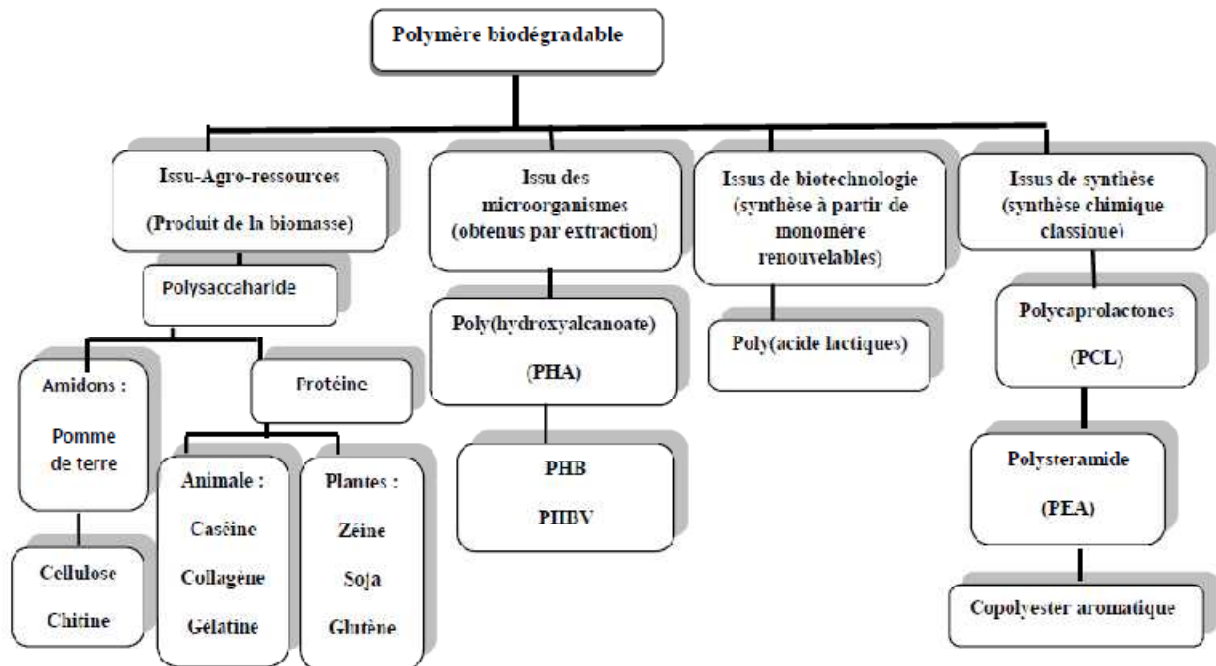 Polymère biodégradable
Issu-Agro-ressources
(Produit de la biomasse)
Issu des
microorganismes
(obtenus par extraction)
Issus de biotechnologie
(synthèse à partir de
monomère
renouvelables)
Issus de synthèse
(synthèse chimique
classique)
Polysaccaharide
Poly(hydroxyalcanoate)
(PHA)
Poly(acide lactiques)
Polycaprolactones
(PCL)
Amidons :
Pomme
de terre
Protéine
PHB
PHBV
Polysteramide
(PEA)
Animale :
Caséine
Collagène
Gélatine
Plantes :
Zéine
Soja
Glutène
Cellulose
Chitine
Copolyester aromatique